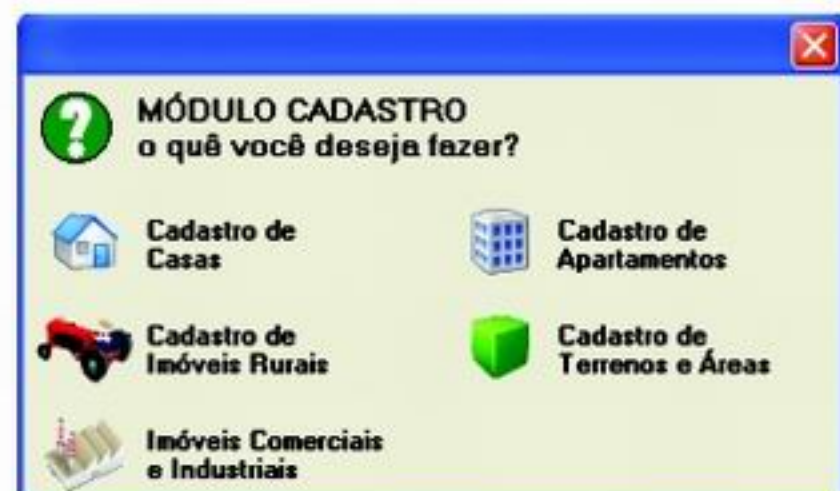 MÓDULO CADASTRO
o quê você deseja fazer?
Cadastro de
Casas
Cadastro de
Apartamentos
Cadastro de
Imóveis Rurais
Cadastro de
Terrenos e Áreas
Imóveis Comerciais
e Industriais